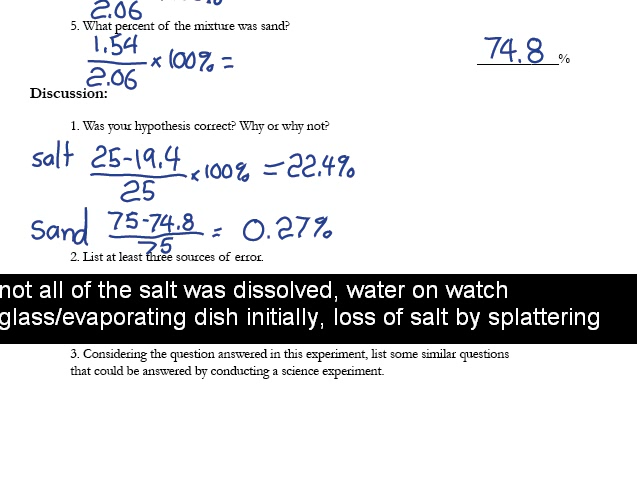 2.06
5. What percent of the mixture was sand?
1.54
2.06 × 100% =
74.8 %
Discussion:
1. Was your hypothesis correct? Why or why not?
salt 25-19.4
25 × 100% = 22.4%
Sand 75-74.8
75 = 0.27%
2. List at least three sources of error.
not all of the salt was dissolved, water on watch
glass/evaporating dish initially, loss of salt by splattering
3. Considering the question answered in this experiment, list some similar questions
that could be answered by conducting a science experiment.